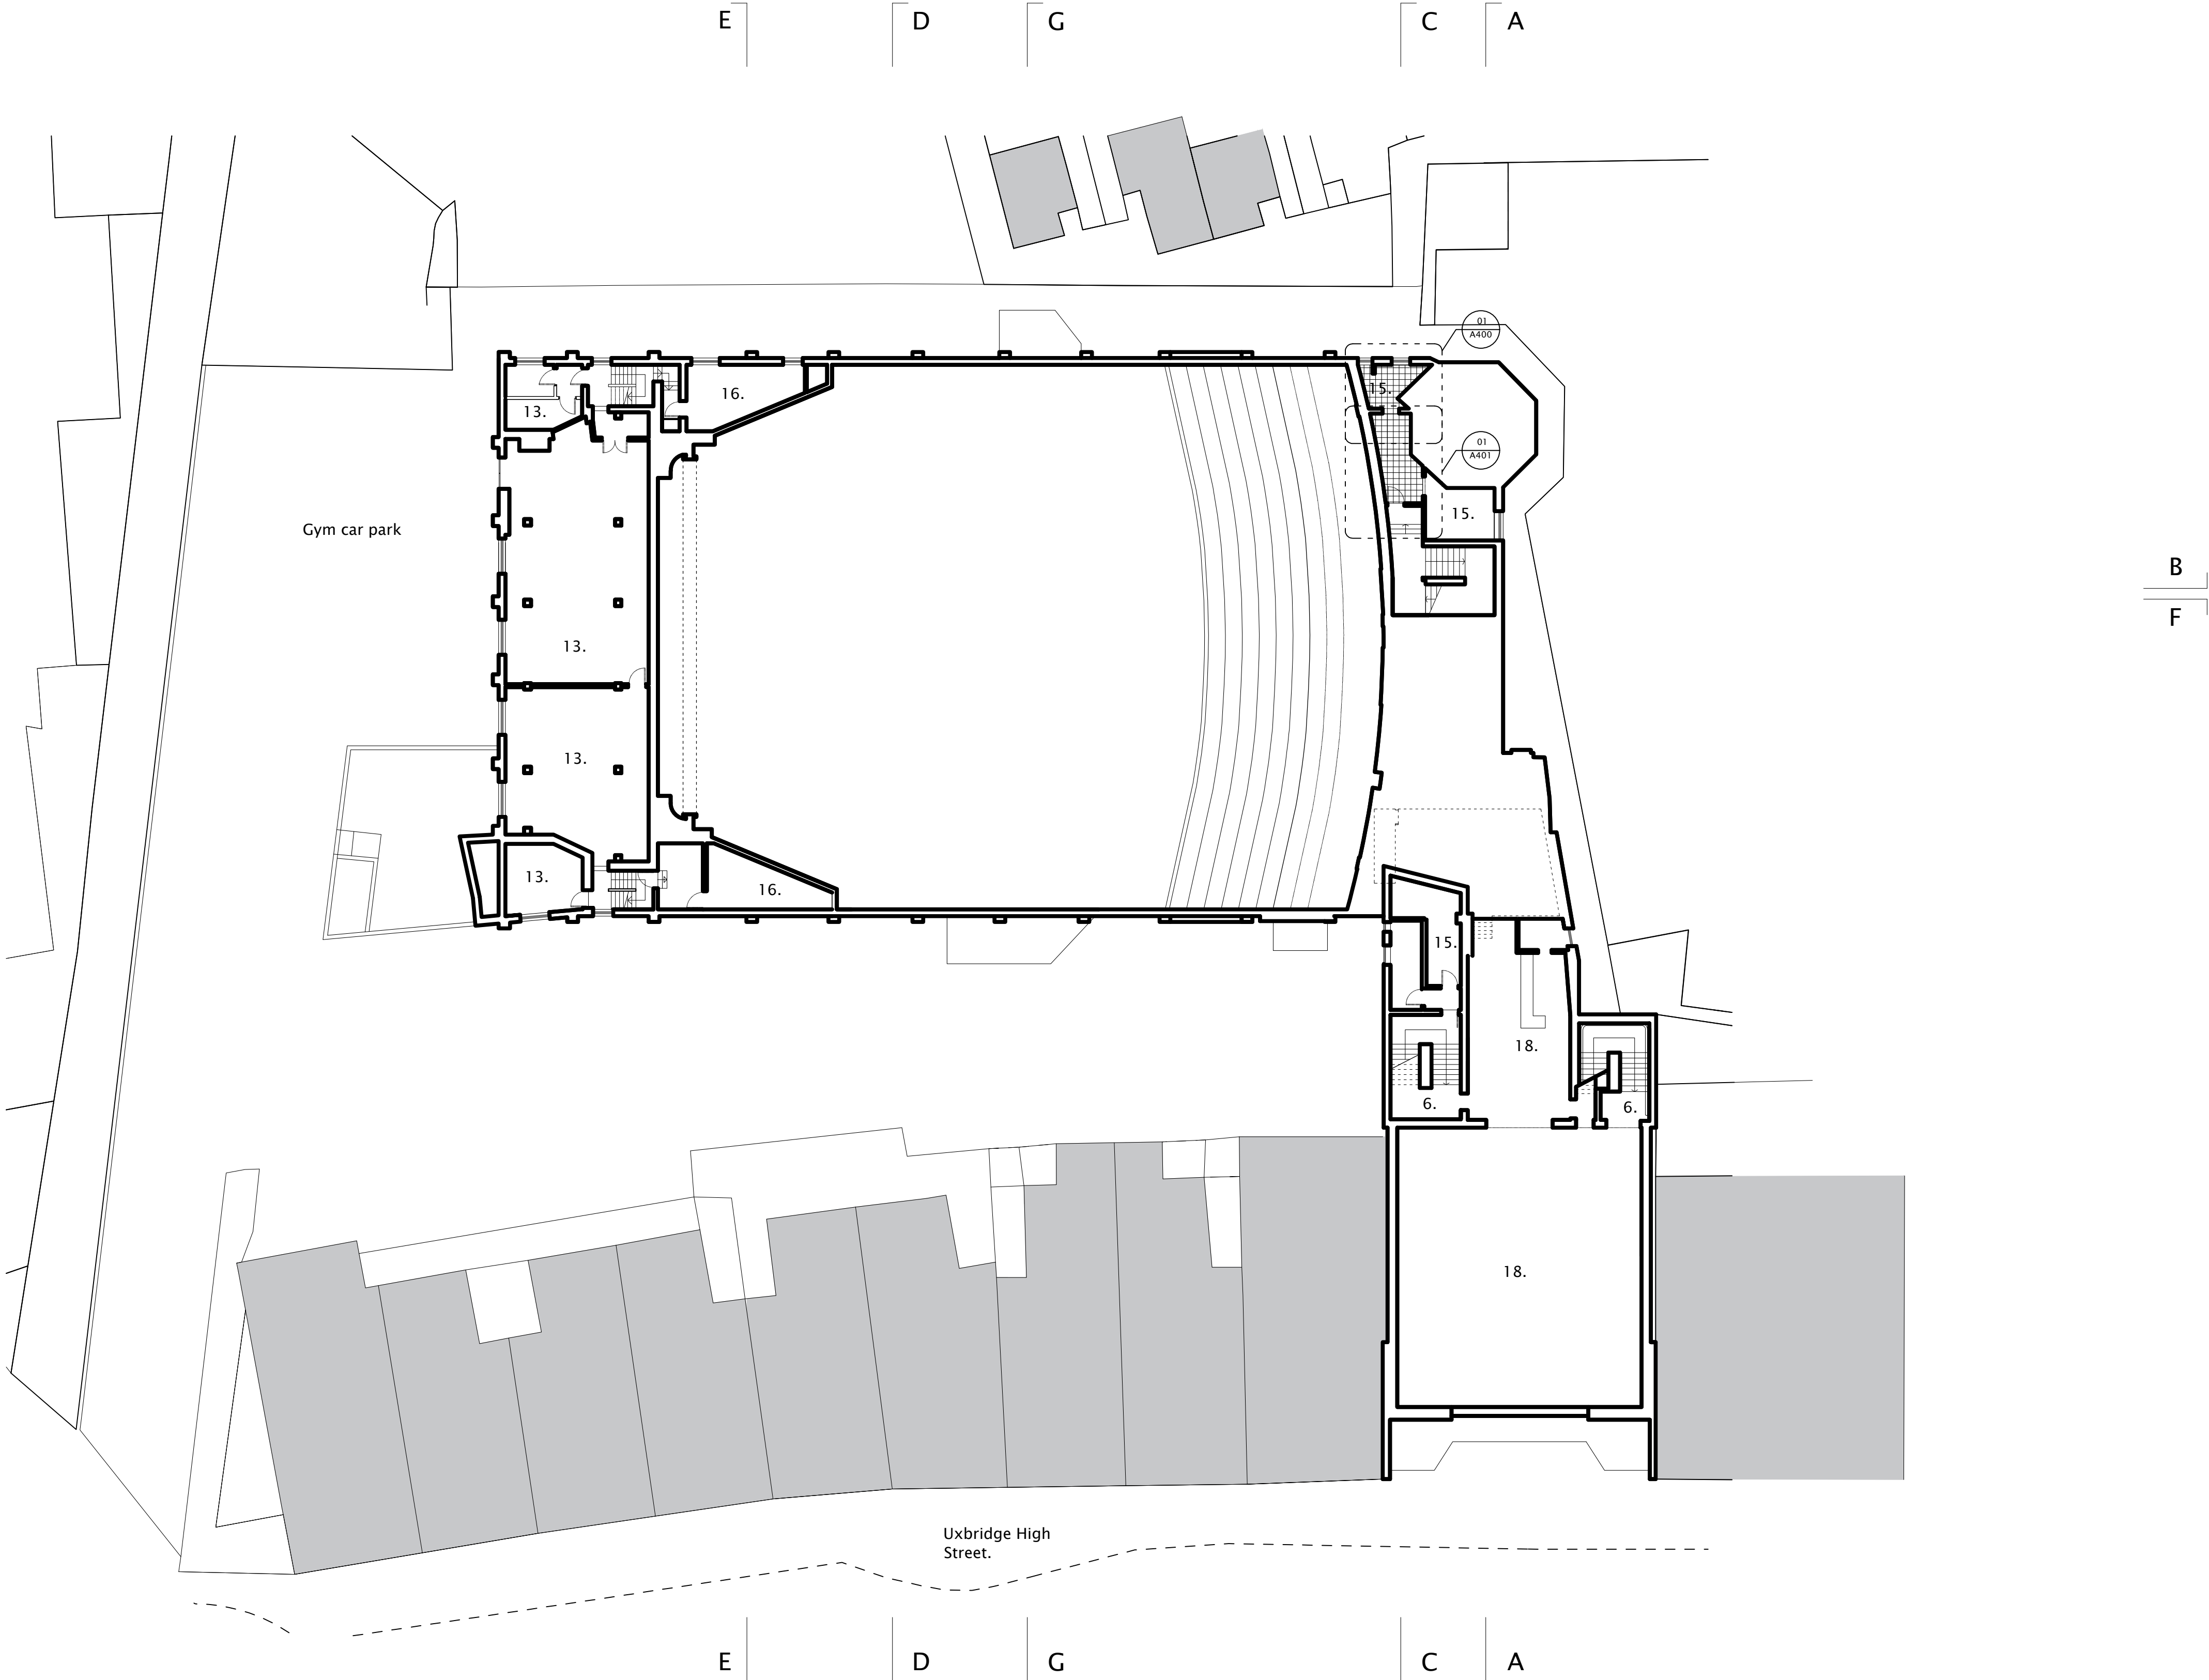 E D G C A
01
A400
15.
13.
16.
01
A401
15.
Gym car park
B
F
13.
13.
13.
16.
15.
18.
6.
6.
18.
Uxbridge High
Street.
E D G C A